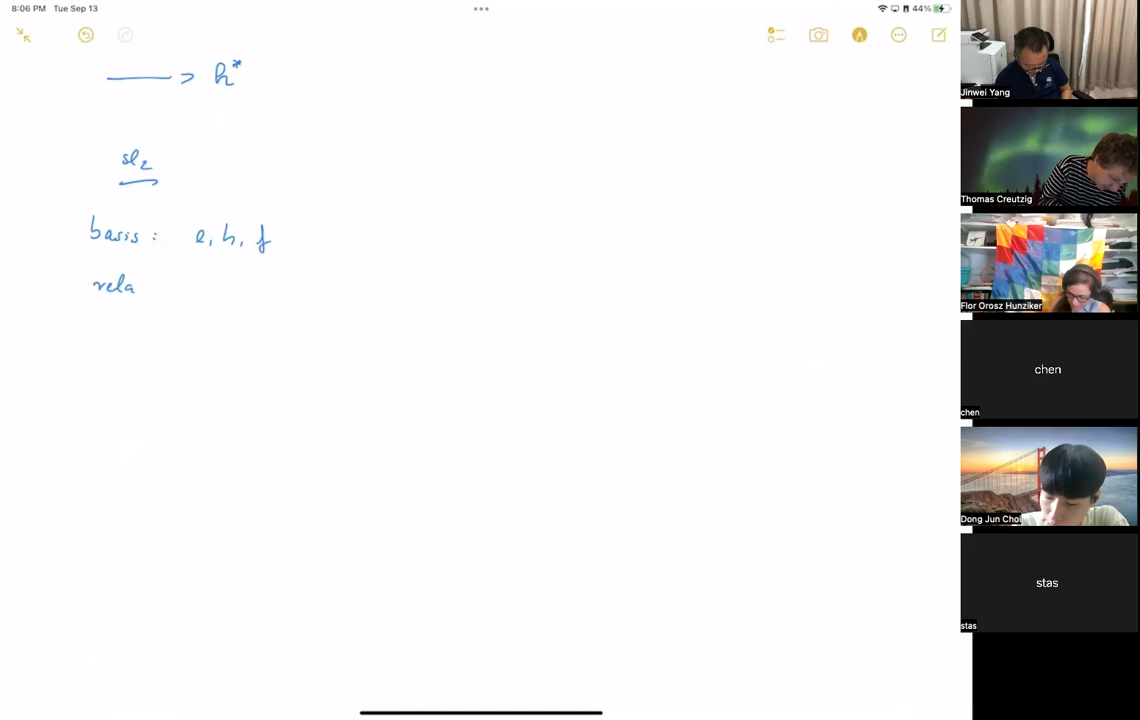 8:06 PM Tue Sep 13
44%
——> h*
sl₂
basis : e, h, f
rela
Jinwei Yang
Thomas Creutzig
Flor Orosz Hunziker
chen
chen
Dong Jun Choi
stas
stas